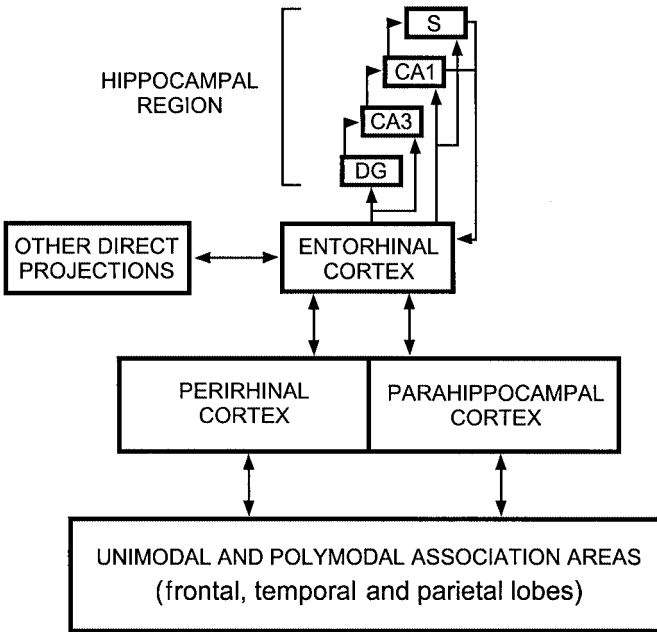 S
CA1
HIPPOCAMPAL
REGION
CA3
DG
OTHER DIRECT
PROJECTIONS
ENTORHINAL
CORTEX
PERIRHINAL
CORTEX
PARAHIPPOCAMPAL
CORTEX
UNIMODAL AND POLYMODAL ASSOCIATION AREAS
(frontal, temporal and parietal lobes)